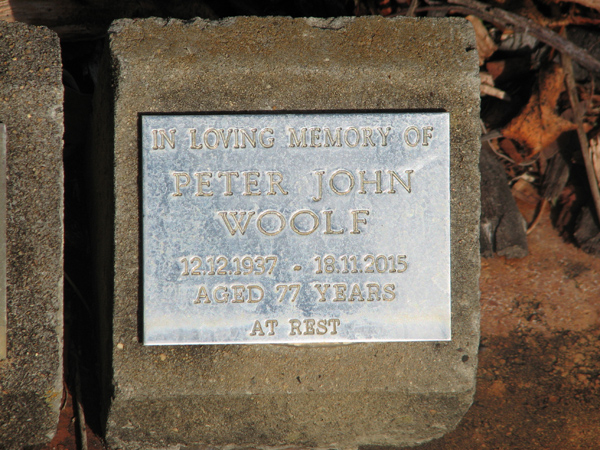 IN LOVING MEMORY OF
PETER JOHN
WOOLF
12.12.1937 - 18.11.2015
AGED 77 YEARS
AT REST